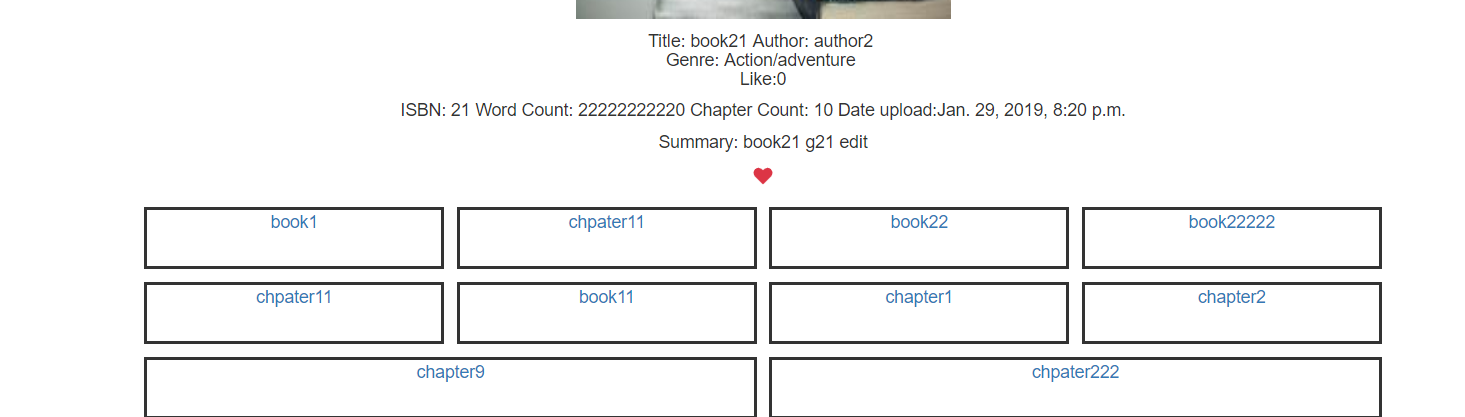 Title: book21 Author: author2
Genre: Action/adventure
Like:0
ISBN: 21 Word Count: 22222222220 Chapter Count: 10 Date upload:Jan. 29, 2019, 8:20 p.m.
Summary: book21 g21 edit
book1 chpater11 book22 book22222
chpater11 book11 chapter1 chapter2
chapter9 chpater222